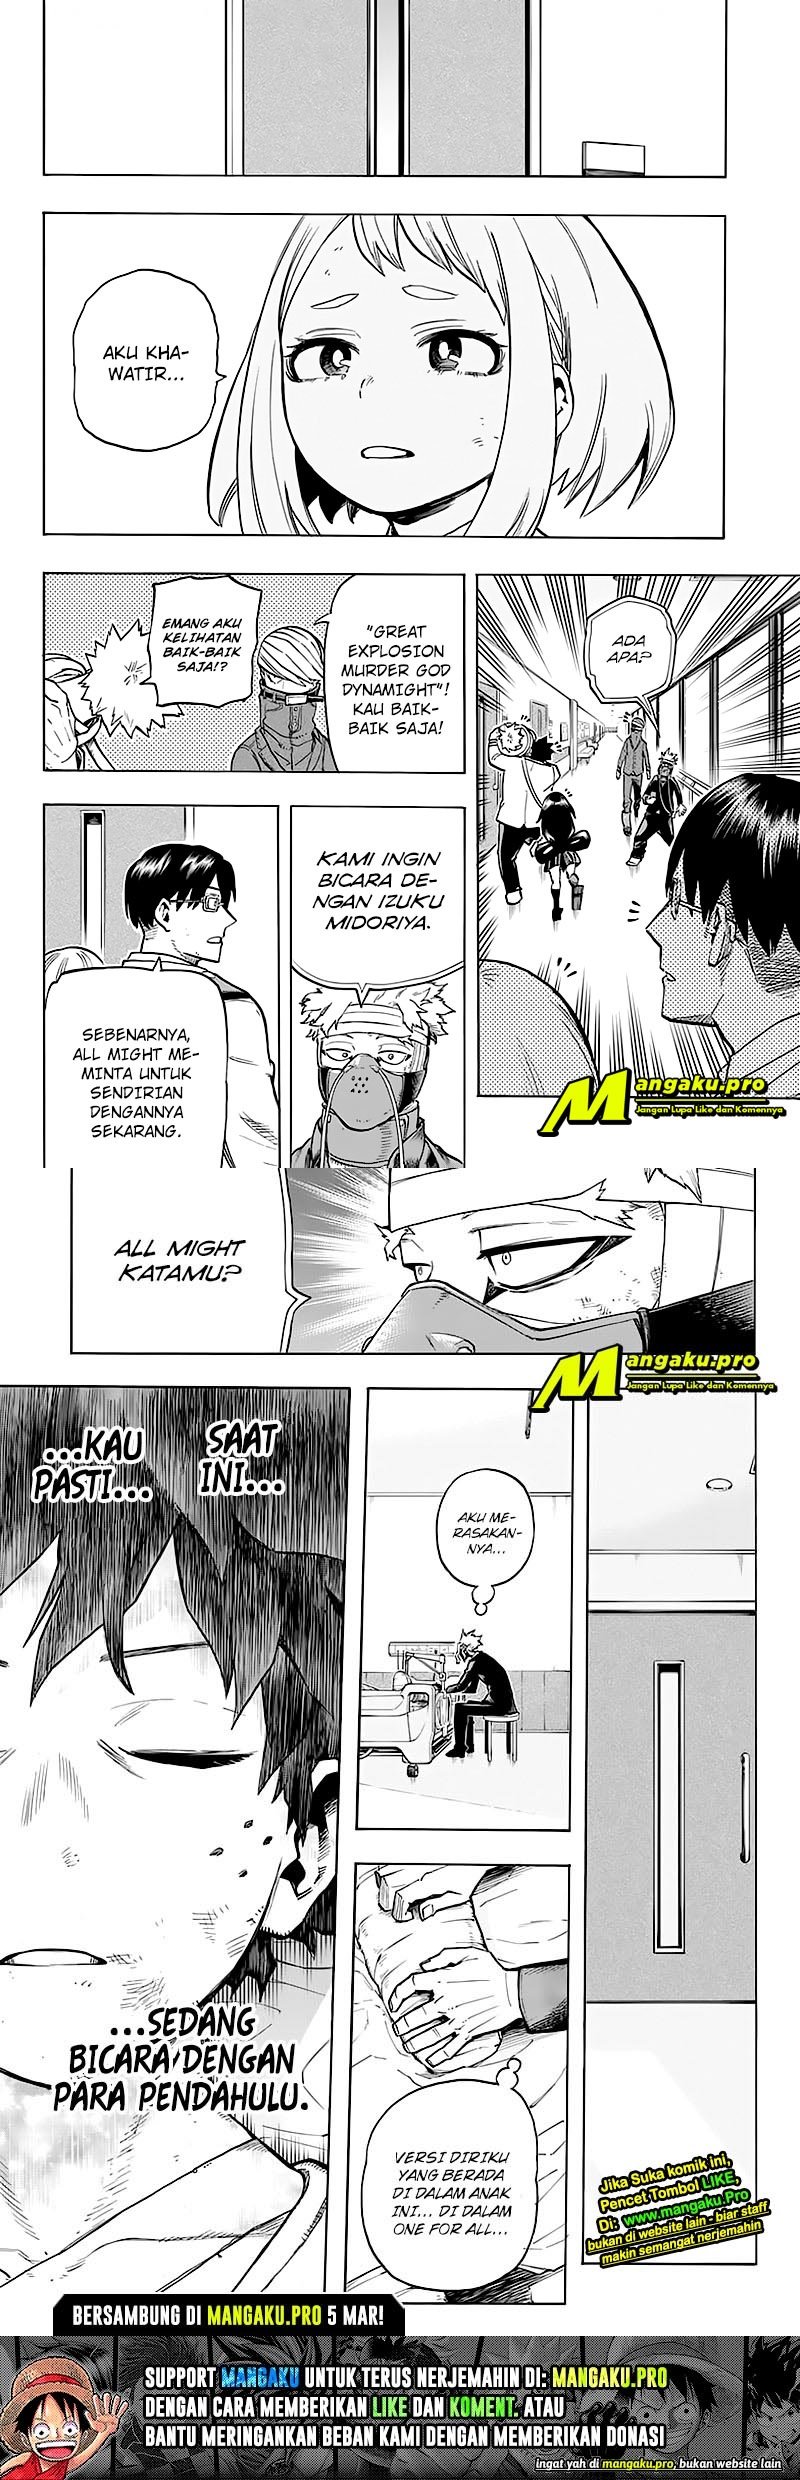 AKU KHA-
WATIR...
ADA
APA?
"GREAT
EXPLOSION
MURDER GOD
DYNAMIGHT"!
KAU BAIK-
BAIK SAJA!
EMANG AKU
KELIHATAN
BAIK-BAIK
SAJA!?
KAMI INGIN
BICARA DE-
NGAN IZUKU
MIDORIYA.
SEBENARNYA,
ALL MIGHT ME-
MINTA UNTUK
SENDIRIAN
DENGANNYA
SEKARANG.
Mangaku.pro
Jangan Lupa Like dan Komennya
ALL MIGHT
KATAMU?
Mangaku.pro
Jangan Lupa Like dan Komennya
AKU ME-
RASAKAN-
NYA...
VERSI DIRIKU
YANG BERADA
DI DALAM ANAK
INI... DI DALAM
ONE FOR ALL...
SAAT
INI...
...KAU
PASTI...
...SEDANG
BICARA DENGAN
PARA PENDAHULU.
Jika Suka komik ini,
Pencet Tombol LIKE,
Di: www.mangaku.Pro
bukan di website lain - biar staff
makin semangat nerjemahin
BERSAMBUNG DI MANGAKU.PRO 5 MAR!
SUPPORT MANGAKU UNTUK TERUS NERJEMAHIN DI: MANGAKU.PRO
DENGAN CARA MEMBERIKAN LIKE DAN KOMENT. ATAU
BANTU MERINGANKAN BEBAN KAMI DENGAN MEMBERIKAN DONASI
ingat yah di mangaku.pro, bukan website lain